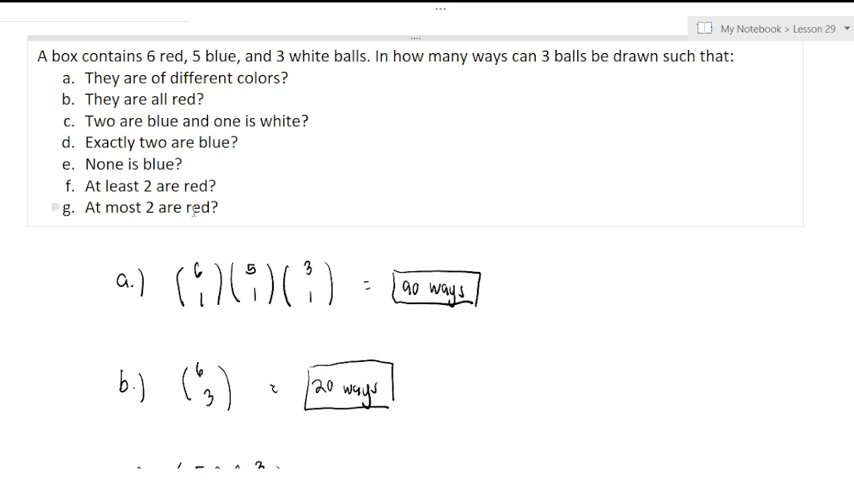 My Notebook > Lesson 29
A box contains 6 red, 5 blue, and 3 white balls. In how many ways can 3 balls be drawn such that:
a. They are of different colors?
b. They are all red?
c. Two are blue and one is white?
d. Exactly two are blue?
e. None is blue?
f. At least 2 are red?
g. At most 2 are red?
a.) (6 1) (5 1) (3 1) = 90 ways
b.) (6 3) = 20 ways